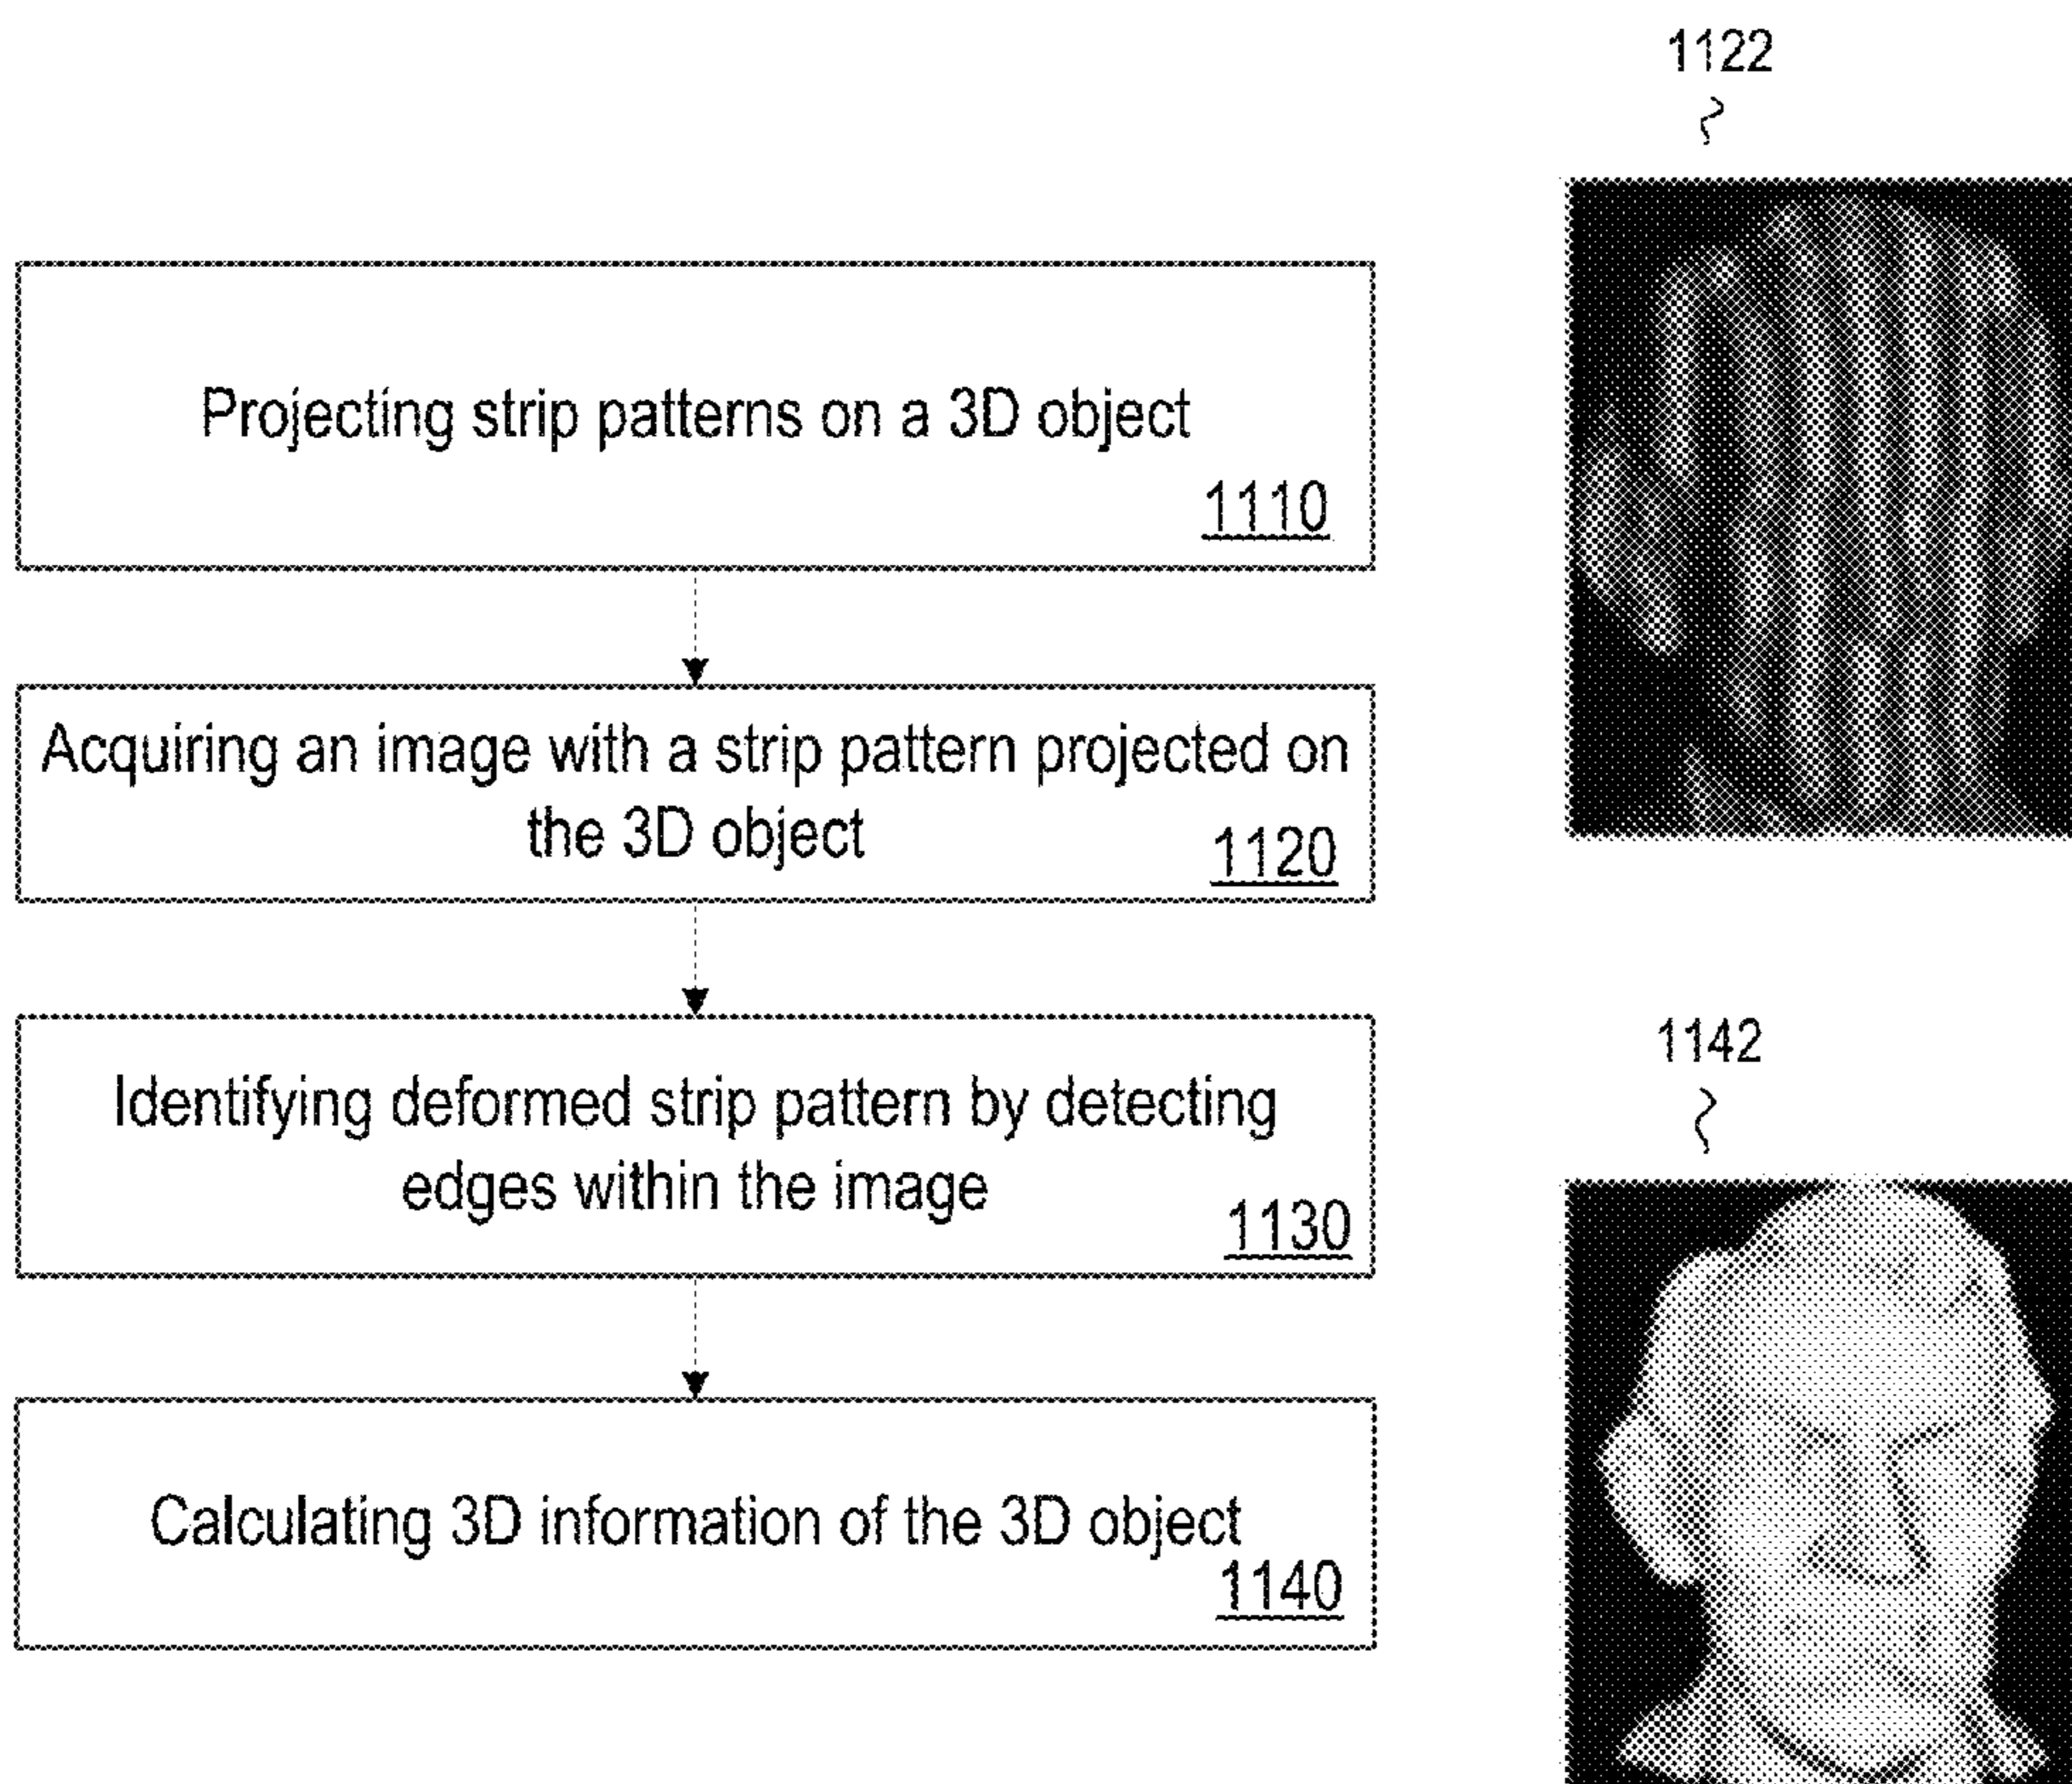 1122
Projecting strip patterns on a 3D object
1110
Acquiring an image with a strip pattern projected on
the 3D object
1120
Identifying deformed strip pattern by detecting
edges within the image
1130
1142
Calculating 3D information of the 3D object
1140